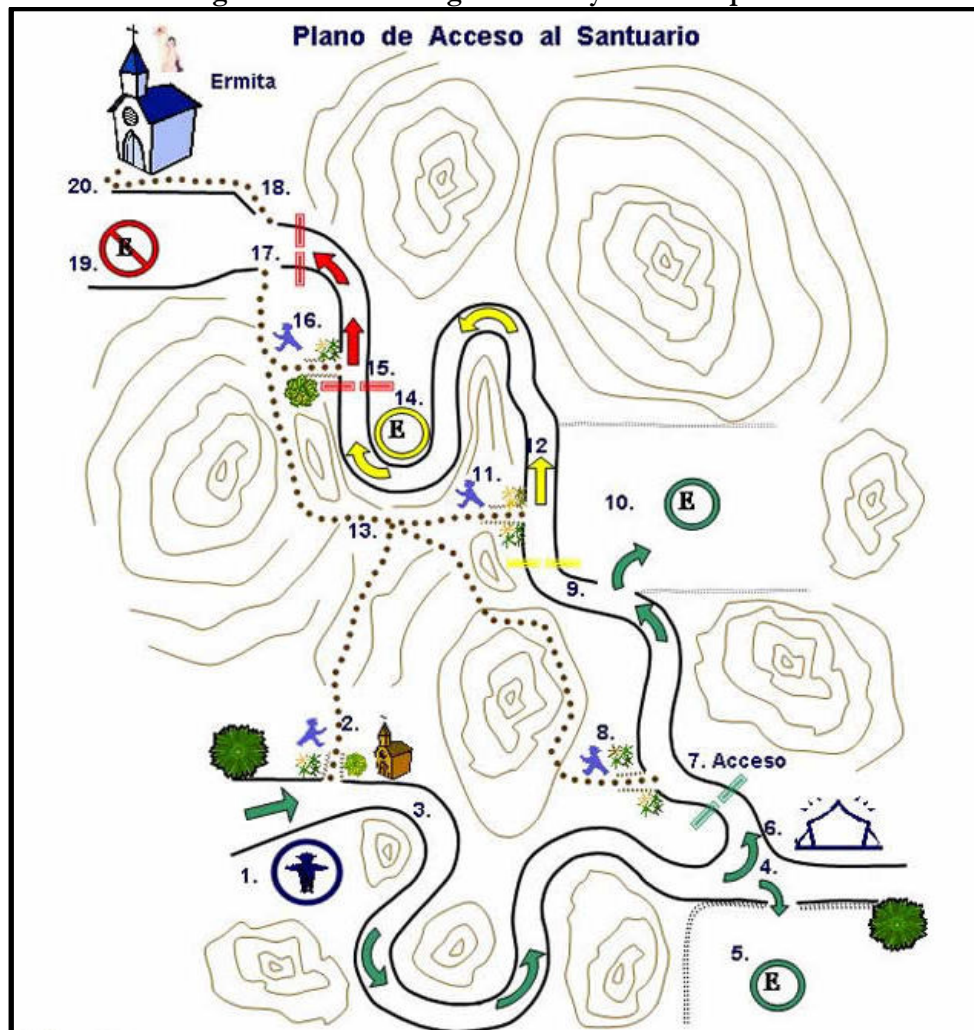 Plano de Acceso al Santuario
Ermita
20.
18.
E
19.
17.
16.
15.
14.
E
12
11.
10.
E
13.
9.
2.
8.
7. Acceso
3.
6.
1.
4.
5.
E